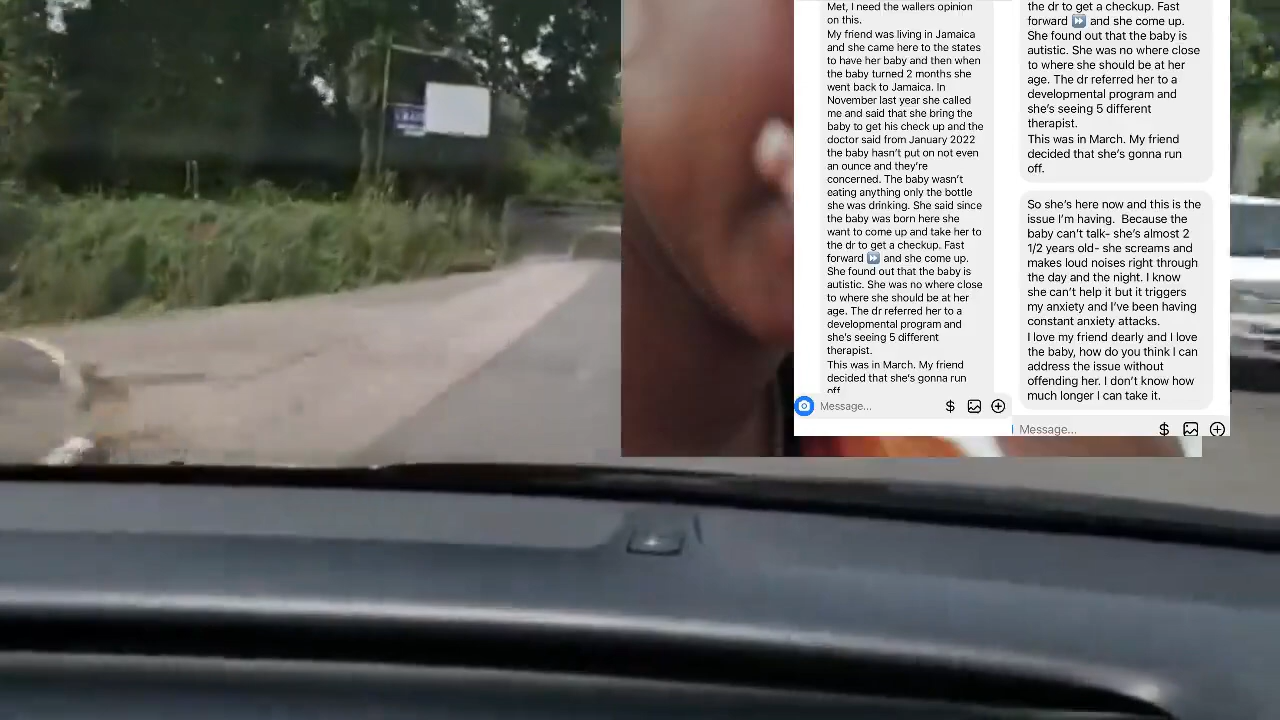 Met, I need the wallers opinion
on this.
My friend was living in Jamaica
and she came here to the states
to have her baby and then when
the baby turned 2 months she
went back to Jamaica. In
November last year she called
me and said that she bring the
baby to get his check up and the
doctor said from January 2022
the baby hasn't put on not even
an ounce and they're
concerned. The baby wasn't
eating anything only the bottle
she was drinking. She said since
the baby was born here she
want to come up and take her to
the dr to get a checkup. Fast
forward ⏩ and she come up.
She found out that the baby is
autistic. She was no where close
to where she should be at her
age. The dr referred her to a
developmental program and
she's seeing 5 different
therapist.
This was in March. My friend
decided that she's gonna run
off.
Message...
the dr to get a checkup. Fast
forward ⏩ and she come up.
She found out that the baby is
autistic. She was no where close
to where she should be at her
age. The dr referred her to a
developmental program and
she's seeing 5 different
therapist.
This was in March. My friend
decided that she's gonna run
off.
So she's here now and this is the
issue I'm having. Because the
baby can't talk- she's almost 2
1/2 years old- she screams and
makes loud noises right through
the day and the night. I know
she can't help it but it triggers
my anxiety and I've been having
constant anxiety attacks.
I love my friend dearly and I love
the baby, how do you think I can
address the issue without
offending her. I don't know how
much longer I can take it.
Message...